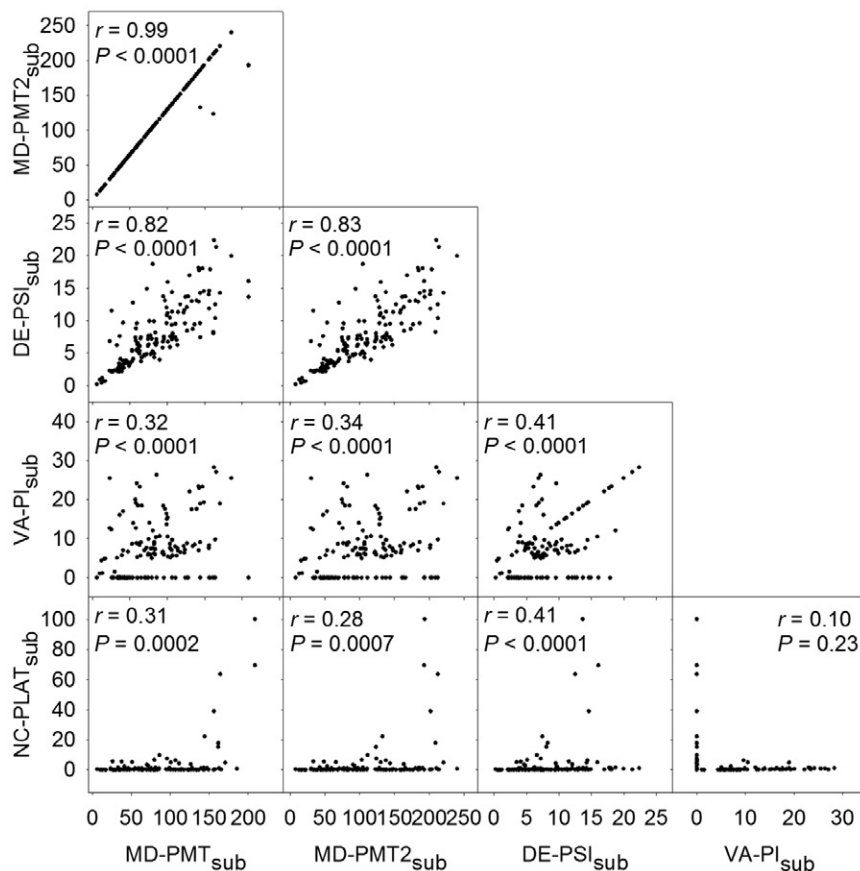 250
200
150
100
50
0
MD-PMT2sub
r = 0.99
P < 0.0001
25
20
15
10
5
0
DE-PSIsub
r = 0.82
P < 0.0001
r = 0.83
P < 0.0001
40
30
20
10
0
VA-PIsub
r = 0.32
P < 0.0001
r = 0.34
P < 0.0001
r = 0.41
P < 0.0001
100
80
60
40
20
0
NC-PLATsub
r = 0.31
P = 0.0002
r = 0.28
P = 0.0007
r = 0.41
P < 0.0001
r = 0.10
P = 0.23
0 50 100 150 200
0 50 100 150 200 250
0 5 10 15 20 25
0 10 20 30
MD-PMTsub
MD-PMT2sub
DE-PSIsub
VA-PIsub